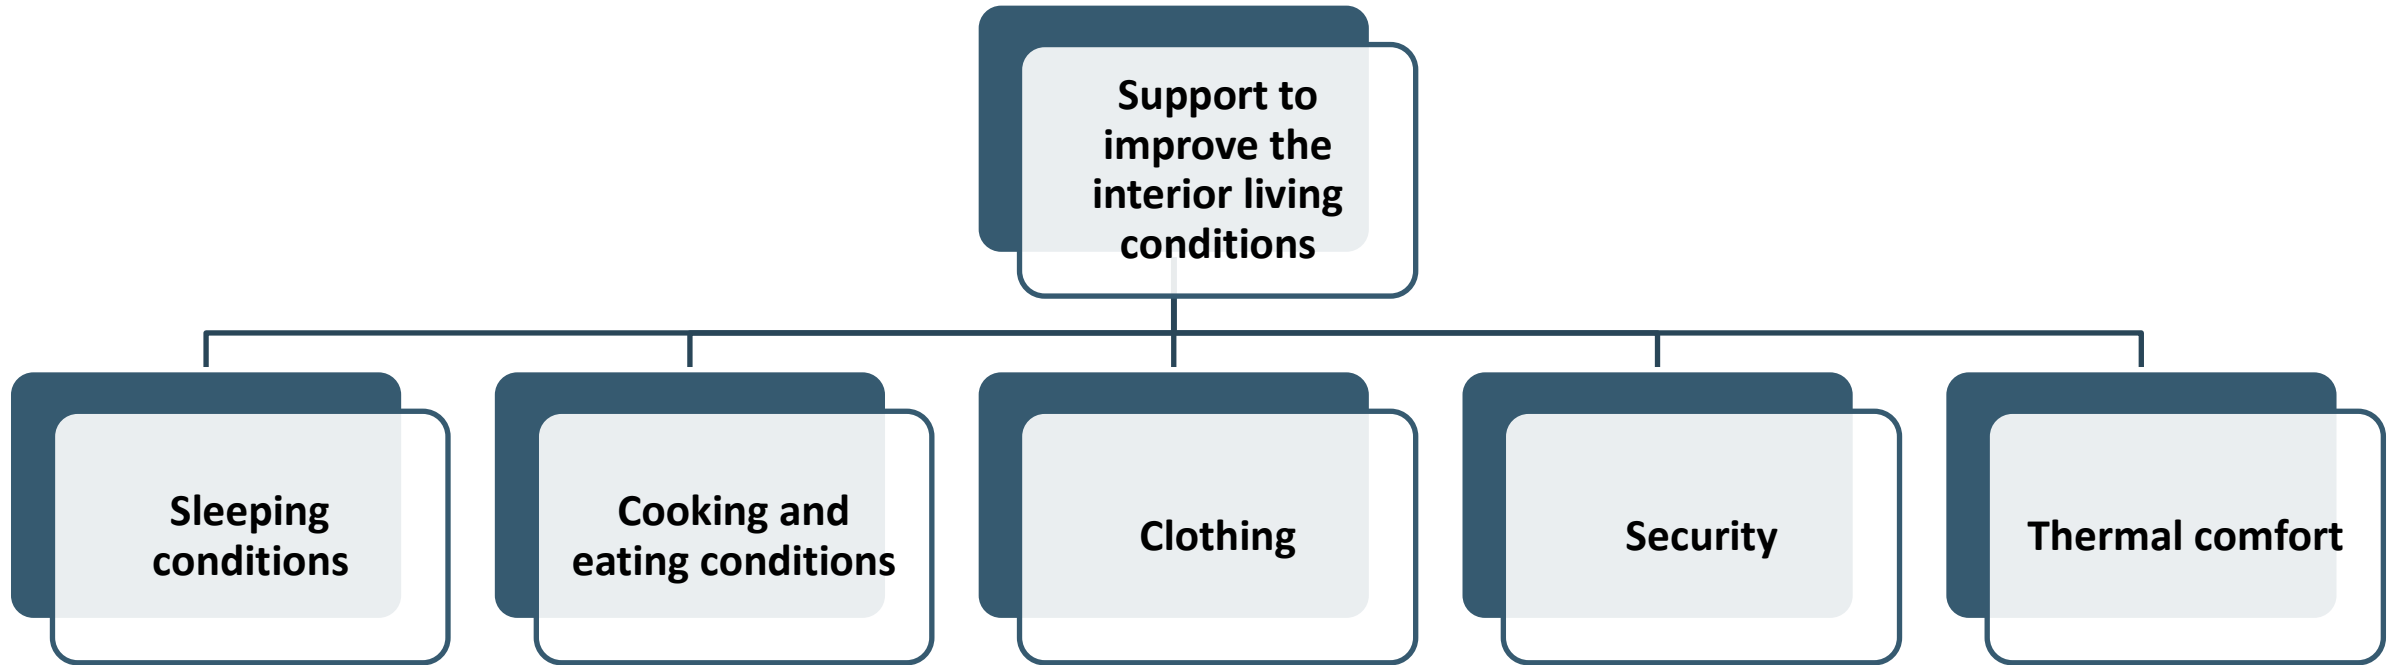 Support to
improve the
interior living
conditions
Sleeping
conditions
Cooking and
eating conditions
Clothing
Security
Thermal comfort